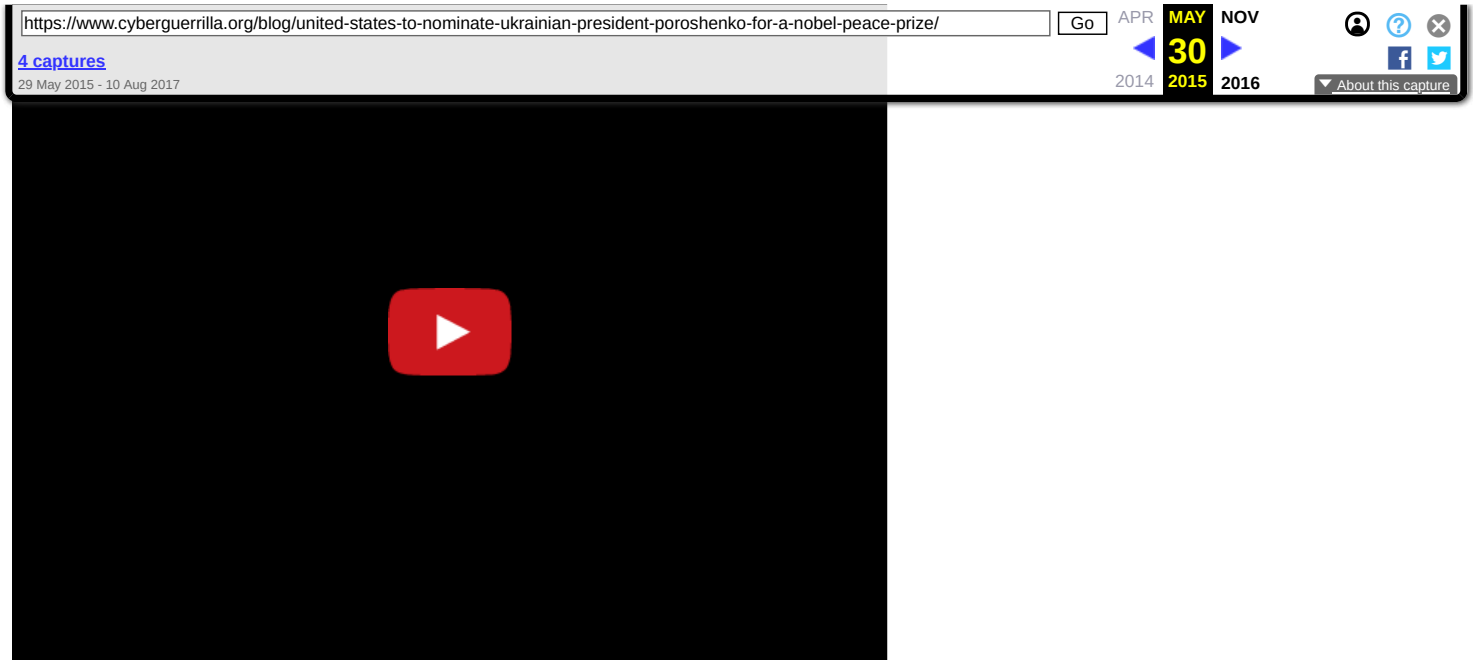 https://www.cyberguerrilla.org/blog/united-states-to-nominate-ukrainian-president-poroshenko-for-a-nobel-peace-prize/
Go
APR MAY NOV
4 captures
30
29 May 2015 - 10 Aug 2017
2014 2015 2016
About this capture